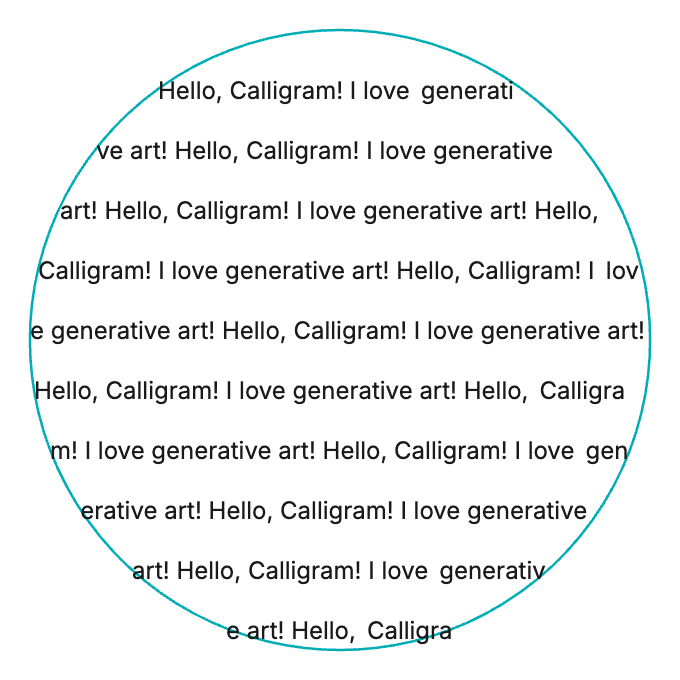 Hello, Calligram! I love generati
ve art! Hello, Calligram! I love generative
art! Hello, Calligram! I love generative art! Hello,
Calligram! I love generative art! Hello, Calligram! I lov
e generative art! Hello, Calligram! I love generative art!
Hello, Calligram! I love generative art! Hello, Calligra
m! I love generative art! Hello, Calligram! I love gen
erative art! Hello, Calligram! I love generative
art! Hello, Calligram! I love generativ
e art! Hello, Calligra